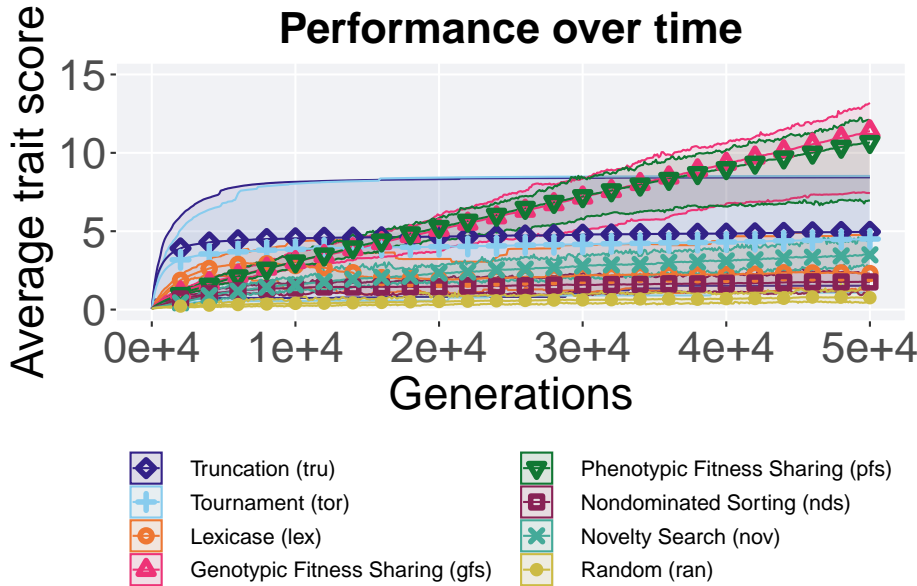 Performance over time
Average trait score
15
10
5
0
0e+4 1e+4 2e+4 3e+4 4e+4 5e+4
Generations
Truncation (tru)
Tournament (tor)
Lexicase (lex)
Genotypic Fitness Sharing (gfs)
Phenotypic Fitness Sharing (pfs)
Nondominated Sorting (nds)
Novelty Search (nov)
Random (ran)